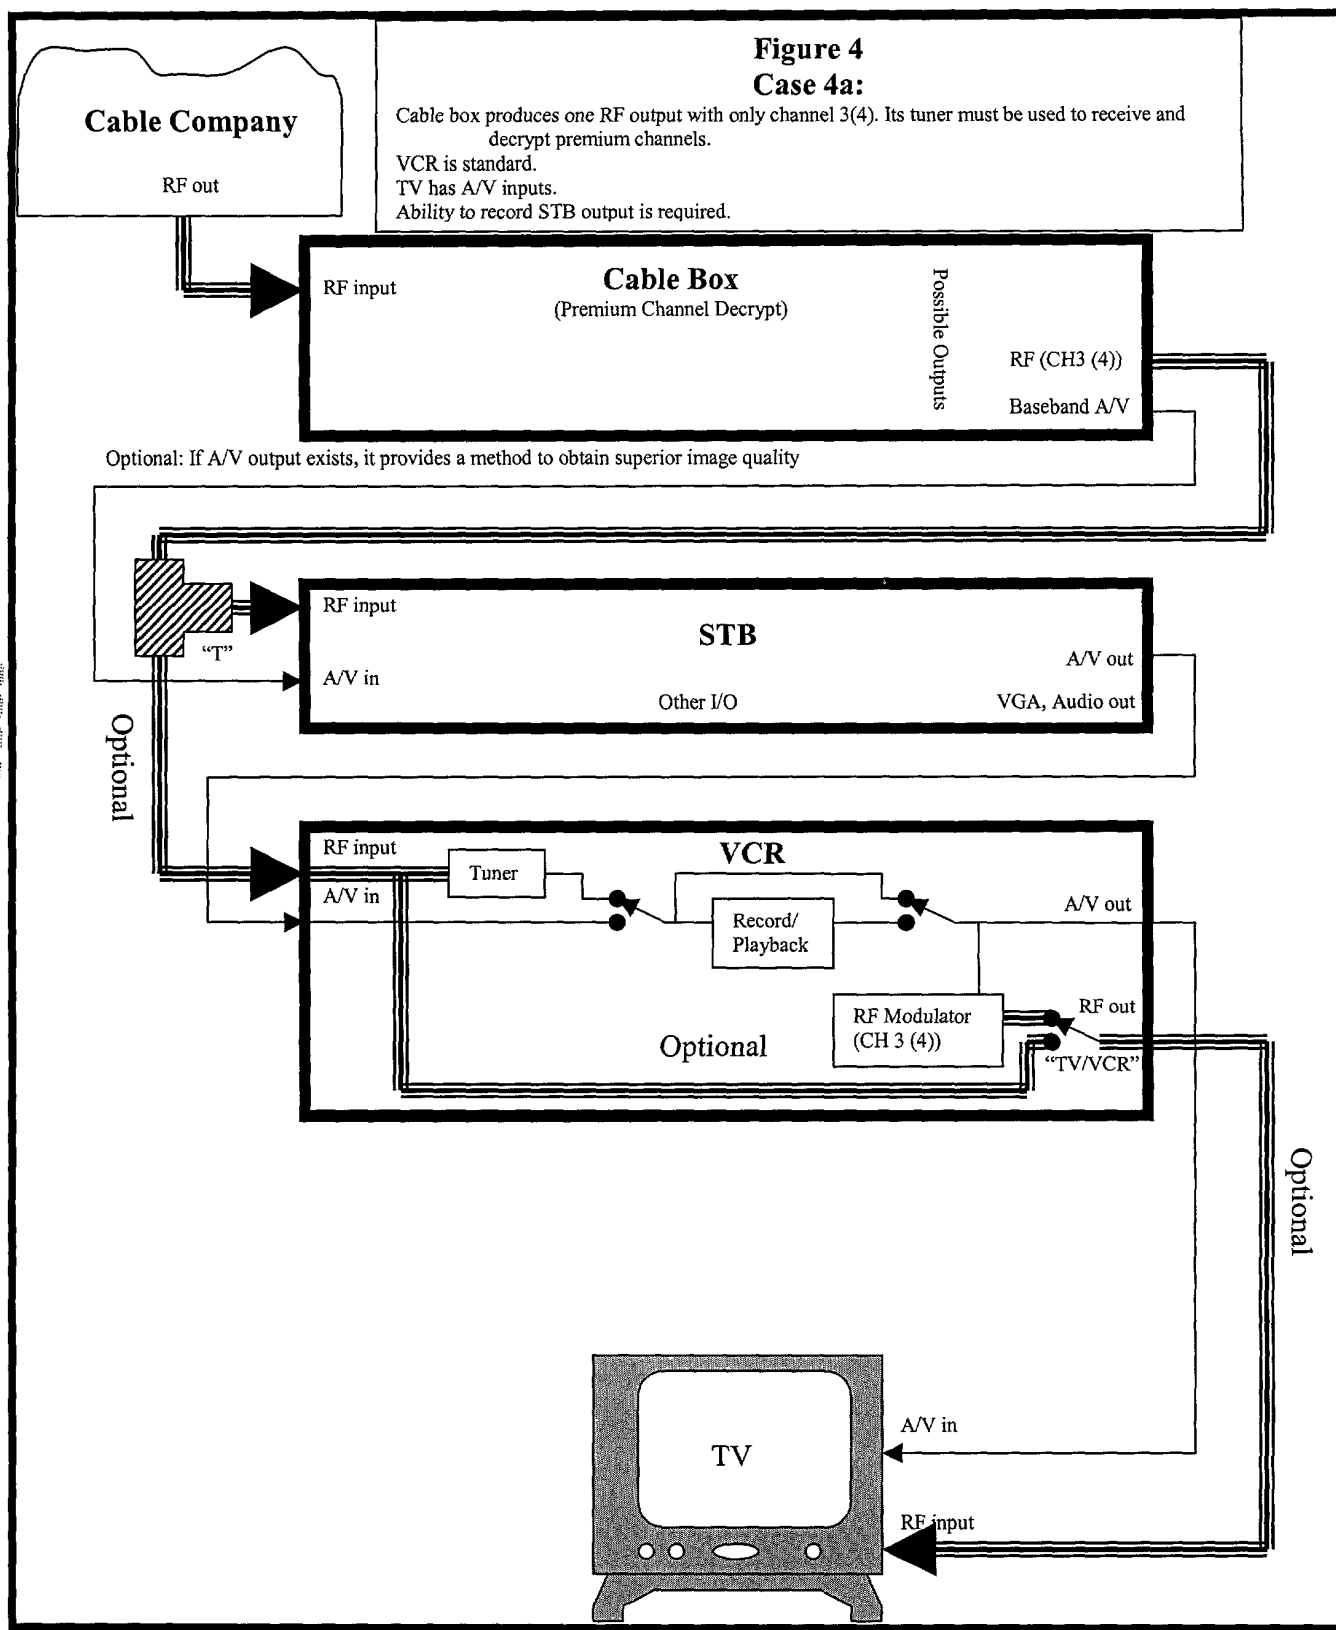 Figure 4
Case 4a:
Cable box produces one RF output with only channel 3(4). Its tuner must be used to receive and
decrypt premium channels.
VCR is standard.
TV has A/V inputs.
Ability to record STB output is required.
Cable Company
RF out
RF input
Cable Box
(Premium Channel Decrypt)
Possible Outputs
RF (CH3 (4))
Baseband A/V
Optional: If A/V output exists, it provides a method to obtain superior image quality
"T"
RF input
STB
A/V in
A/V out
Other I/O
VGA, Audio out
Optional
RF input
VCR
Tuner
A/V in
Record/
Playback
A/V out
RF Modulator
(CH 3 (4))
RF out
Optional
"TV/VCR"
Optional
TV
A/V in
RF input